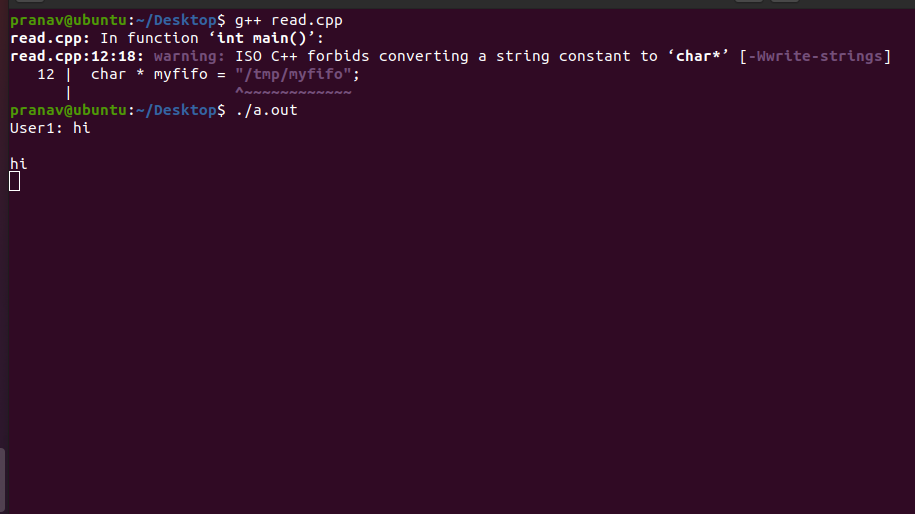 pranav@ubuntu:~/Desktop$ g++ read.cpp
read.cpp: In function ‘int main()’:
read.cpp:12:18: warning: ISO C++ forbids converting a string constant to ‘char*’ [-Wwrite-strings]
   12 |  char * myfifo = "/tmp/myfifo";
      |                  ^~~~~~~~~~~~~
pranav@ubuntu:~/Desktop$ ./a.out
User1: hi

hi